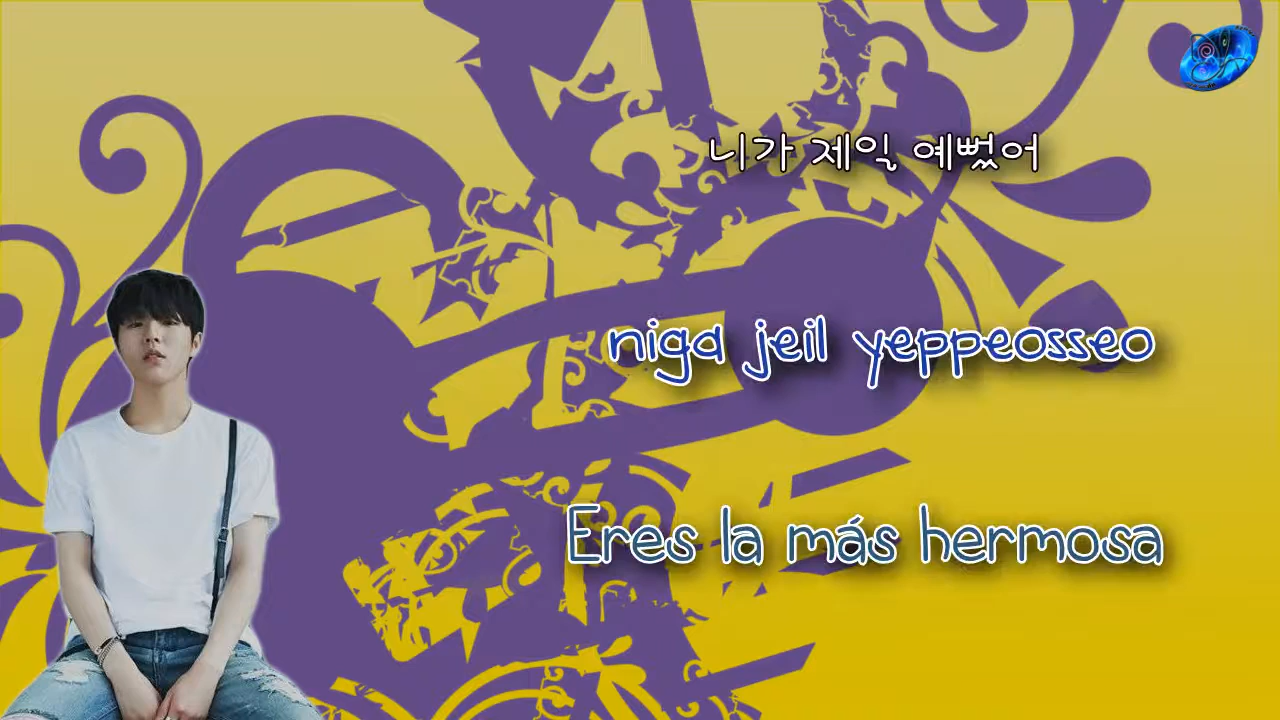 니가 제일 예뻤어
niga jeil yeppeosseo
Eres la más hermosa